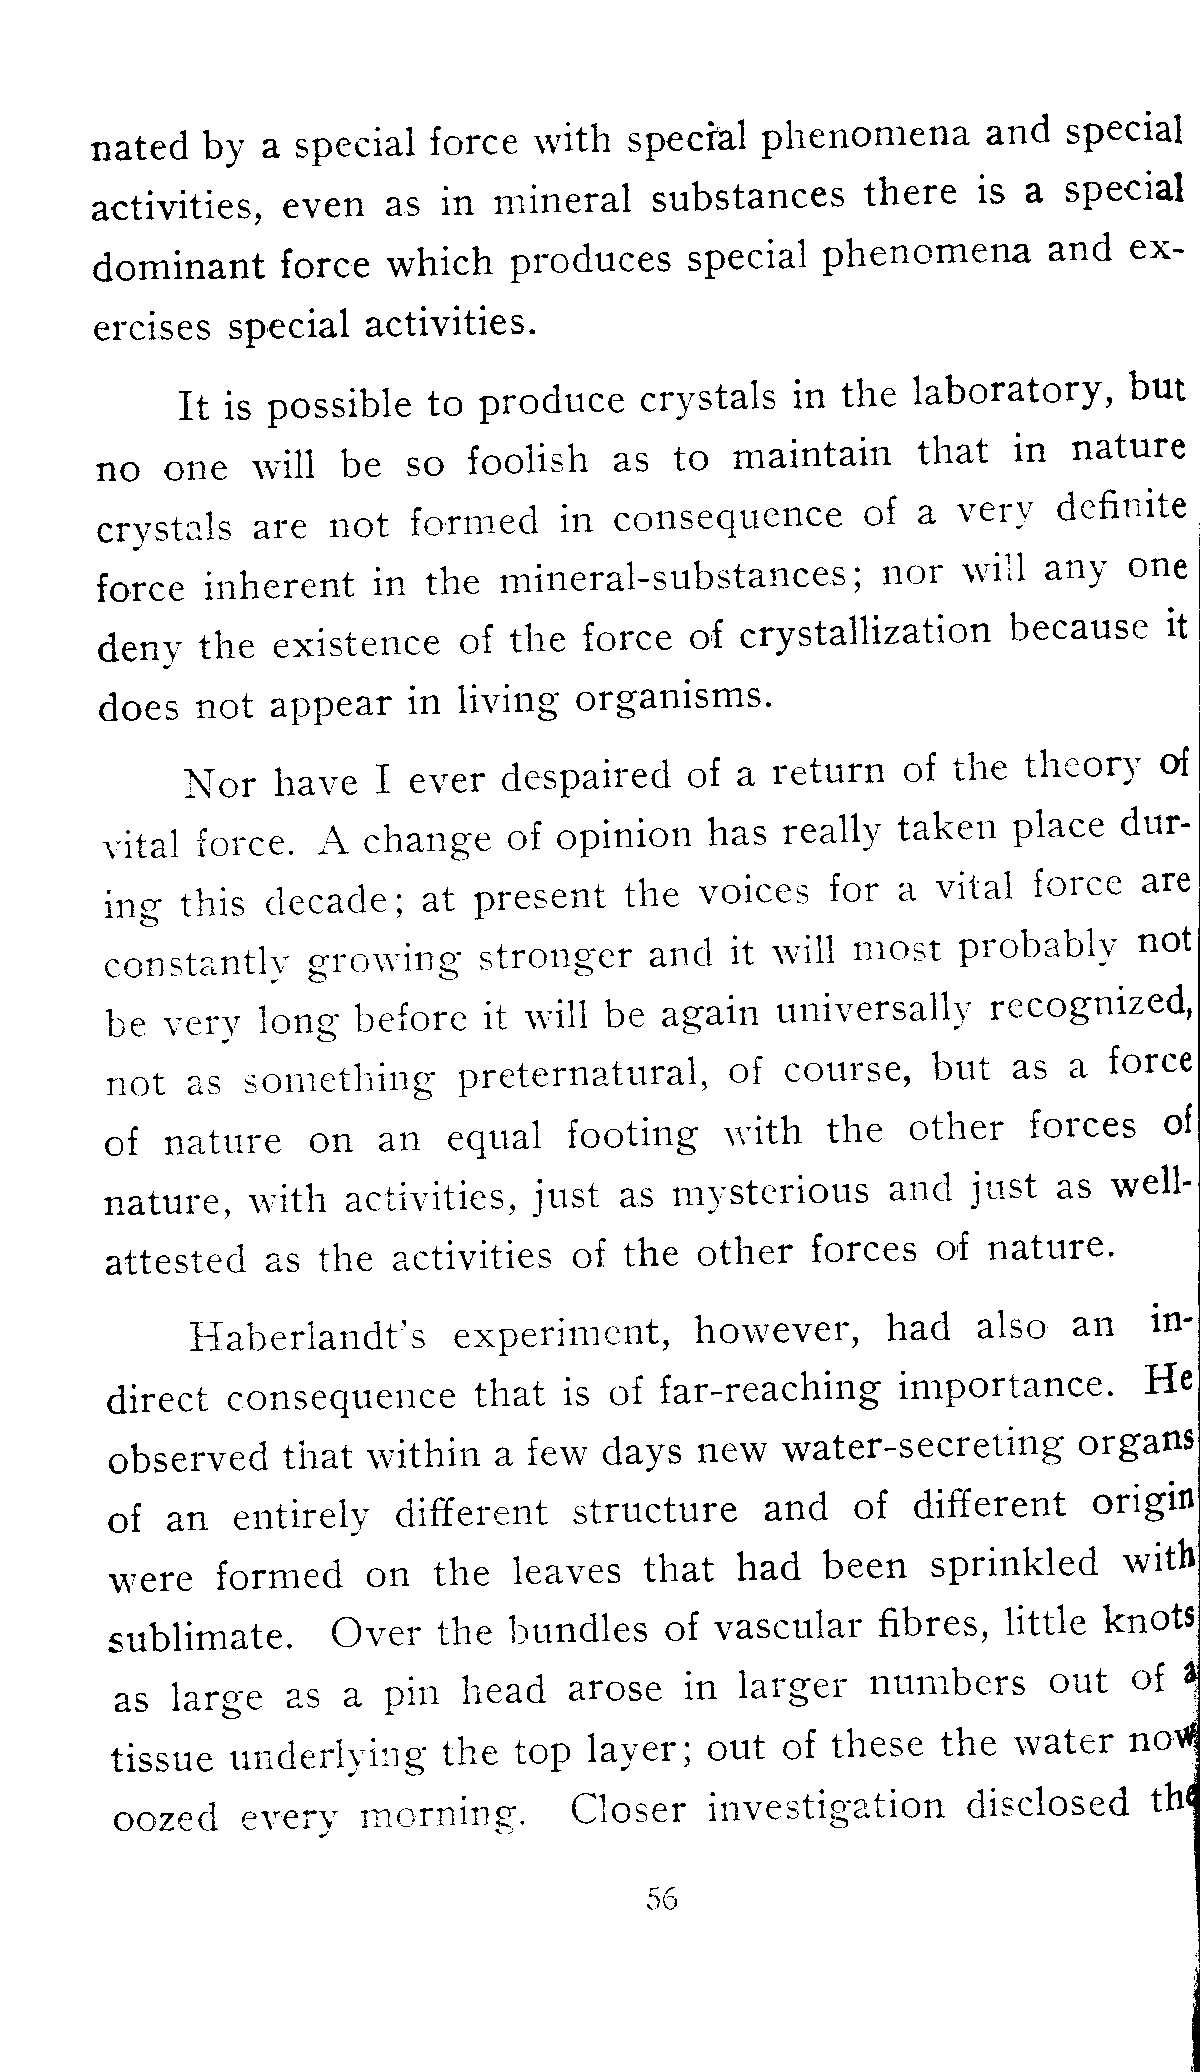 nated by a special force with special phenomena and special
activities, even as in mineral substances there is a special
dominant force which produces special phenomena and ex-
ercises special activities.
It is possible to produce crystals in the laboratory, but
no one will be so foolish as to maintain that in nature
crystals are not formed in consequence of a very definite
force inherent in the mineral-substances; nor will any one
deny the existence of the force of crystallization because it
does not appear in living organisms.
Nor have I ever despaired of a return of the theory of
vital force. A change of opinion has really taken place dur-
ing this decade; at present the voices for a vital force are
constantly growing stronger and it will most probably not
be very long before it will be again universally recognized,
not as something preternatural, of course, but as a force
of nature on an equal footing with the other forces of
nature, with activities, just as mysterious and just as well-
attested as the activities of the other forces of nature.
Haberlandt's experiment, however, had also an in-
direct consequence that is of far-reaching importance. He
observed that within a few days new water-secreting organs
of an entirely different structure and of different origin
were formed on the leaves that had been sprinkled with
sublimate. Over the bundles of vascular fibres, little knots
as large as a pin head arose in larger numbers out of a
tissue underlying the top layer; out of these the water now
oozed every morning. Closer investigation disclosed the
56